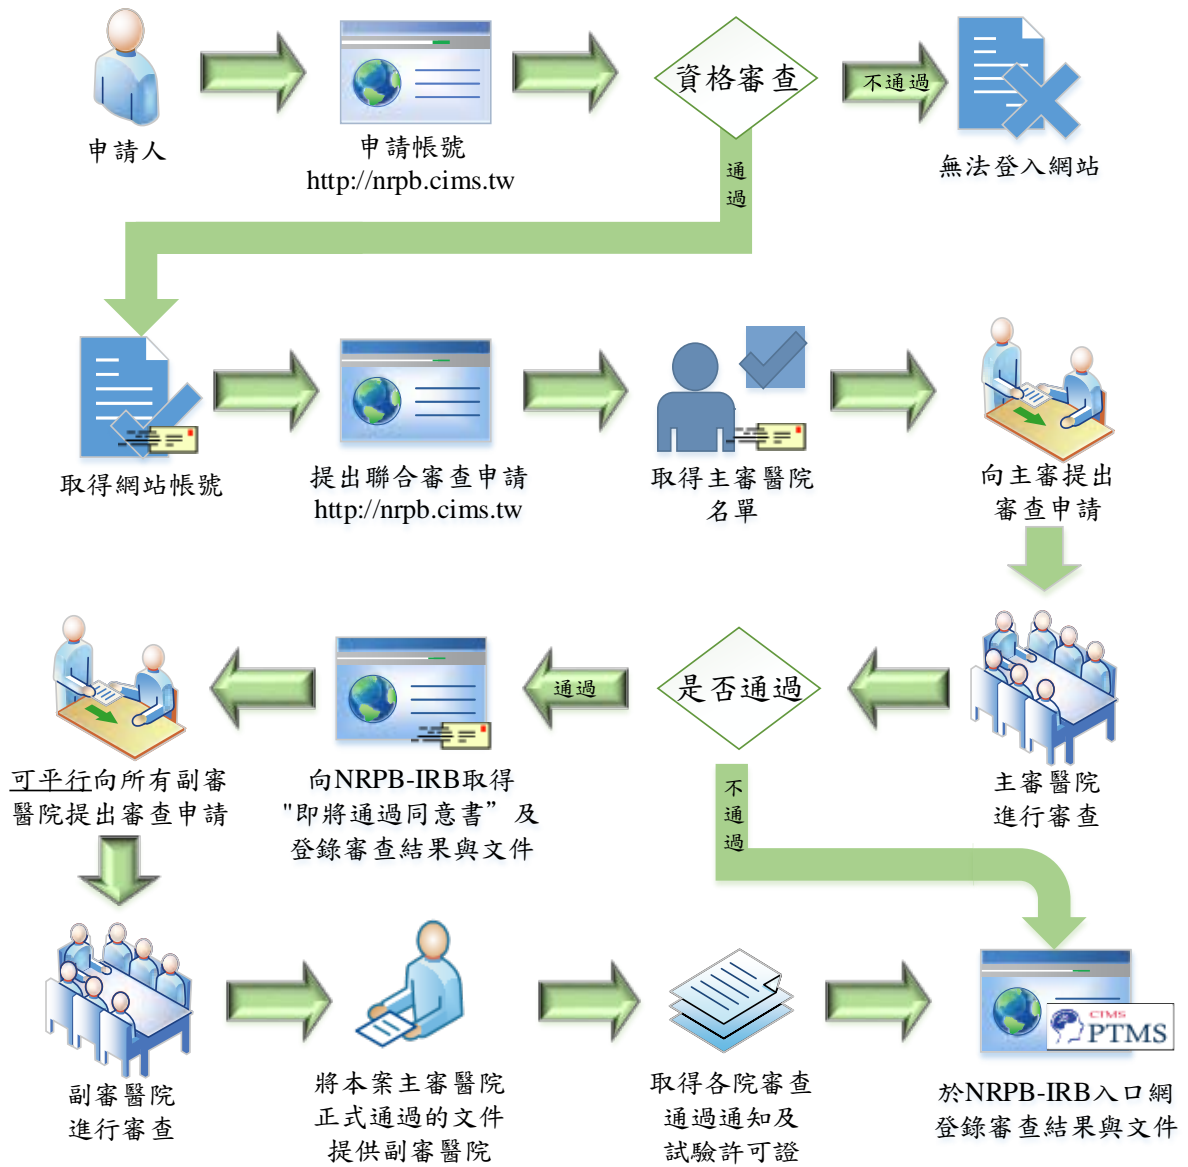 申請人
申請帳號
http://nrpb.cims.tw
資格審查
不通過
無法登入網站
通過
取得網站帳號
提出聯合審查申請
http://nrpb.cims.tw
取得主審醫院
名單
向主審提出
審查申請
主審醫院
進行審查
是否通過
通過
不通過
向NRPB-IRB取得
"即將通過同意書”及
登錄審查結果與文件
可平行向所有副審
醫院提出審查申請
副審醫院
進行審查
將本案主審醫院
正式通過的文件
提供副審醫院
取得各院審查
通過通知及
試驗許可證
CTMS
PTMS
於NRPB-IRB入口網
登錄審查結果與文件